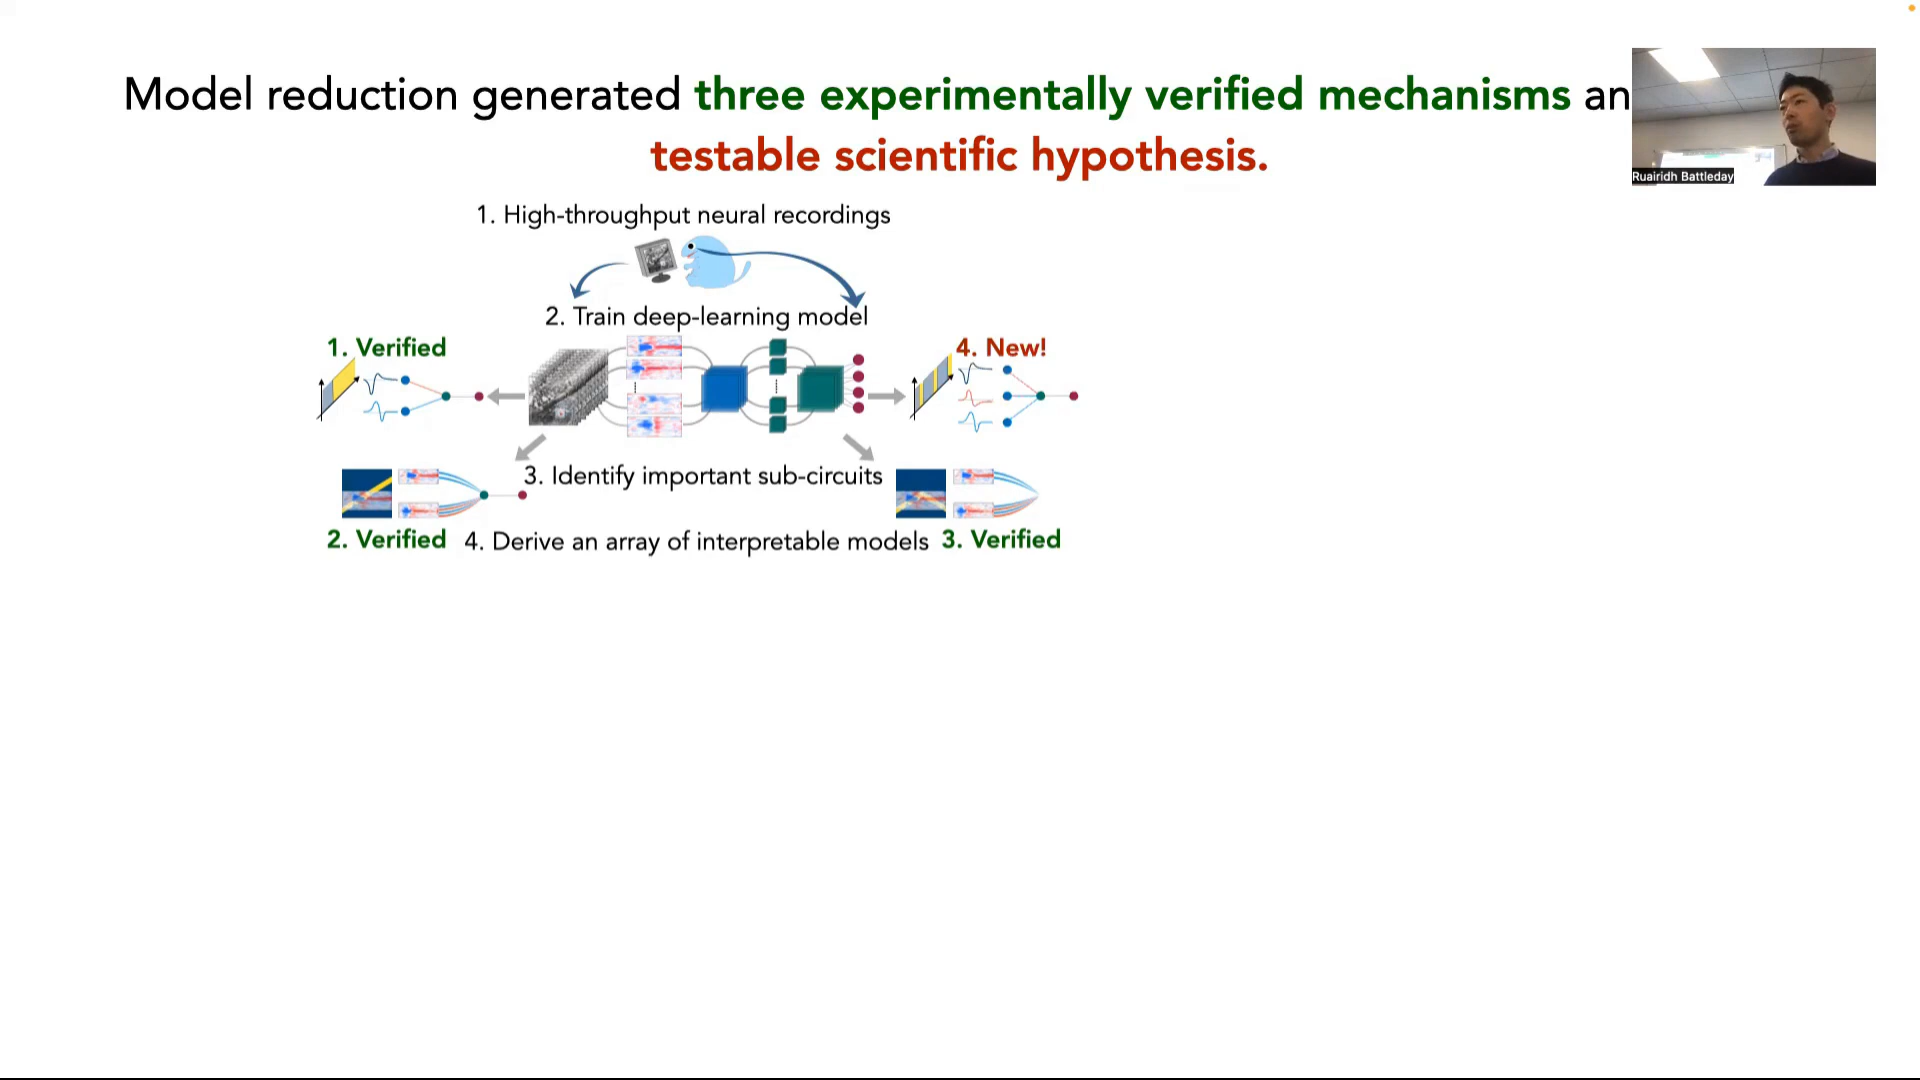 Model reduction generated three experimentally verified mechanisms an
testable scientific hypothesis.
Ruairidh Battleday
1. High-throughput neural recordings
2. Train deep-learning model
1. Verified
4. New!
3. Identify important sub-circuits
2. Verified
4. Derive an array of interpretable models
3. Verified